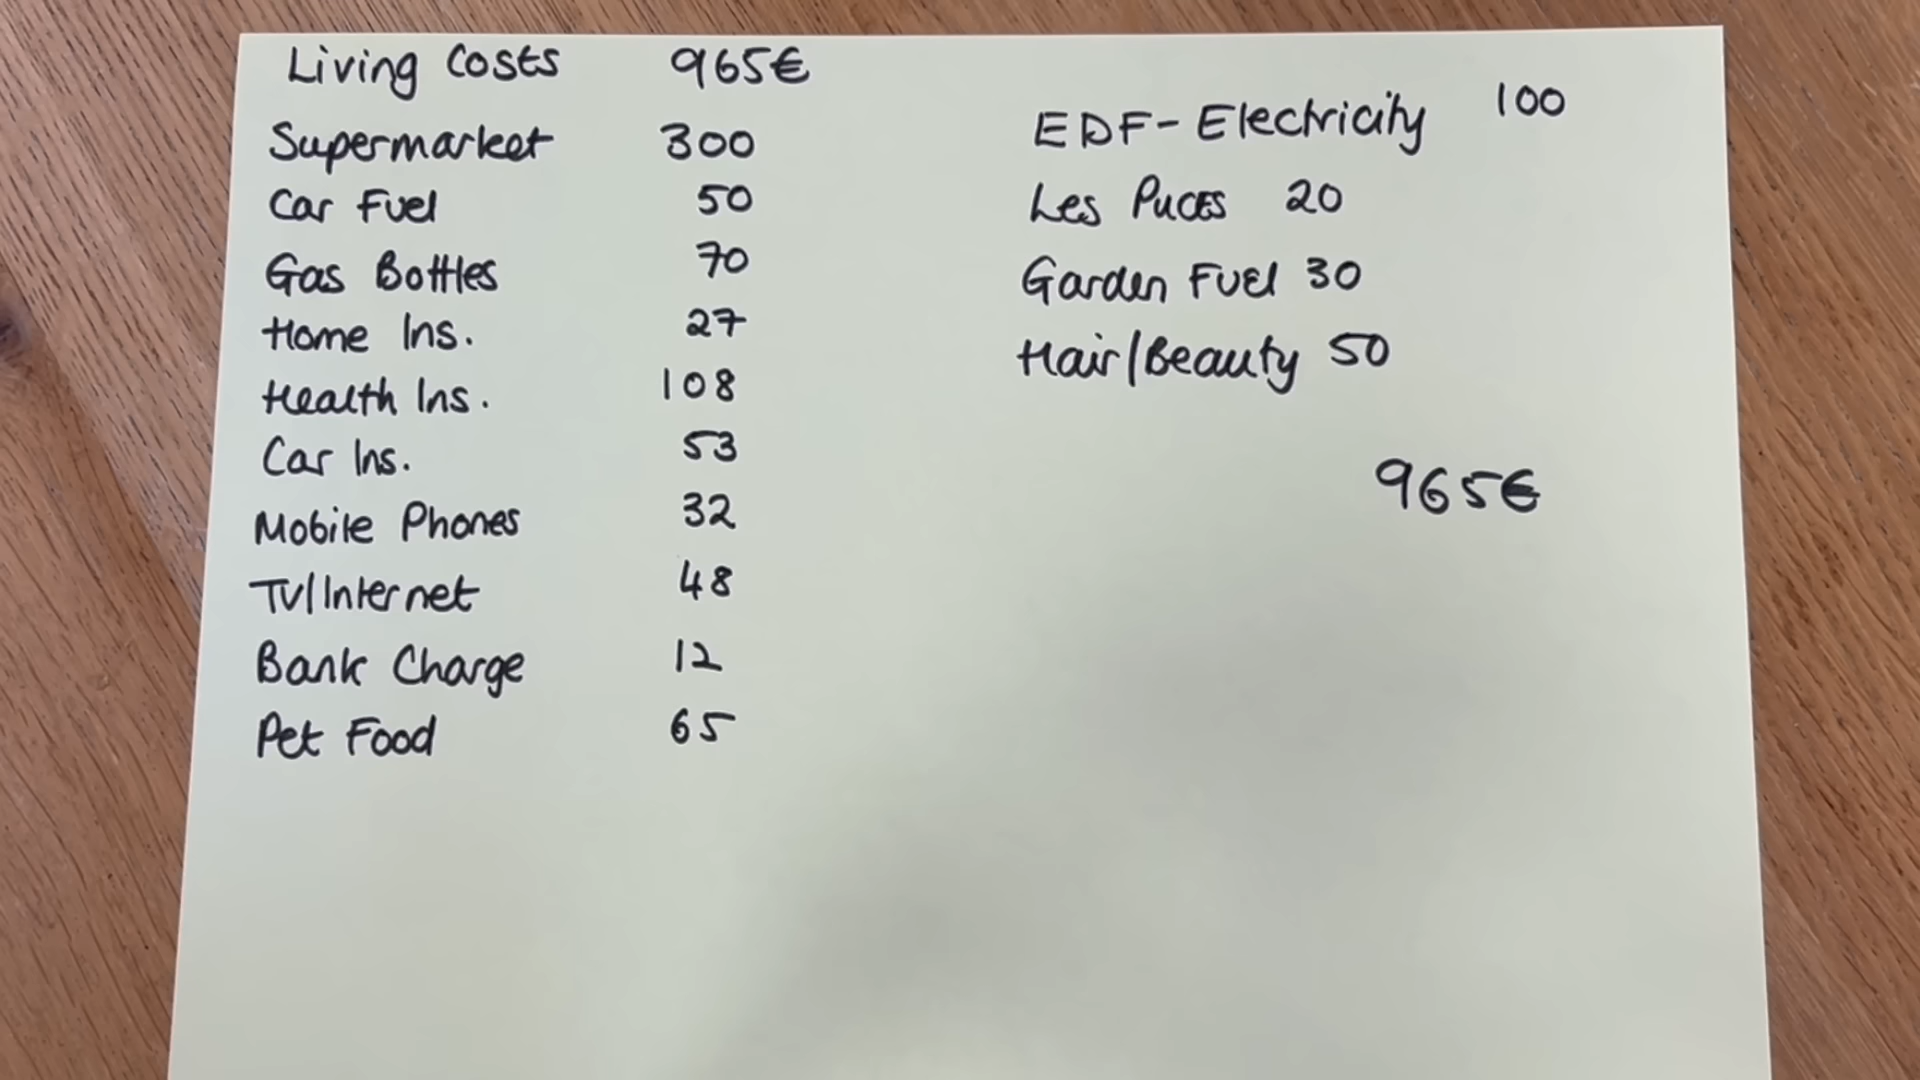 Living Costs 965€
Supermarket 300
Car Fuel 50
Gas Bottles 70
Home Ins. 27
Health Ins. 108
Car Ins. 53
Mobile Phones 32
TV/Internet 48
Bank Charge 12
Pet Food 65
EDF-Electricity 100
Les Puces 20
Garden Fuel 30
Hair/Beauty 50
965€